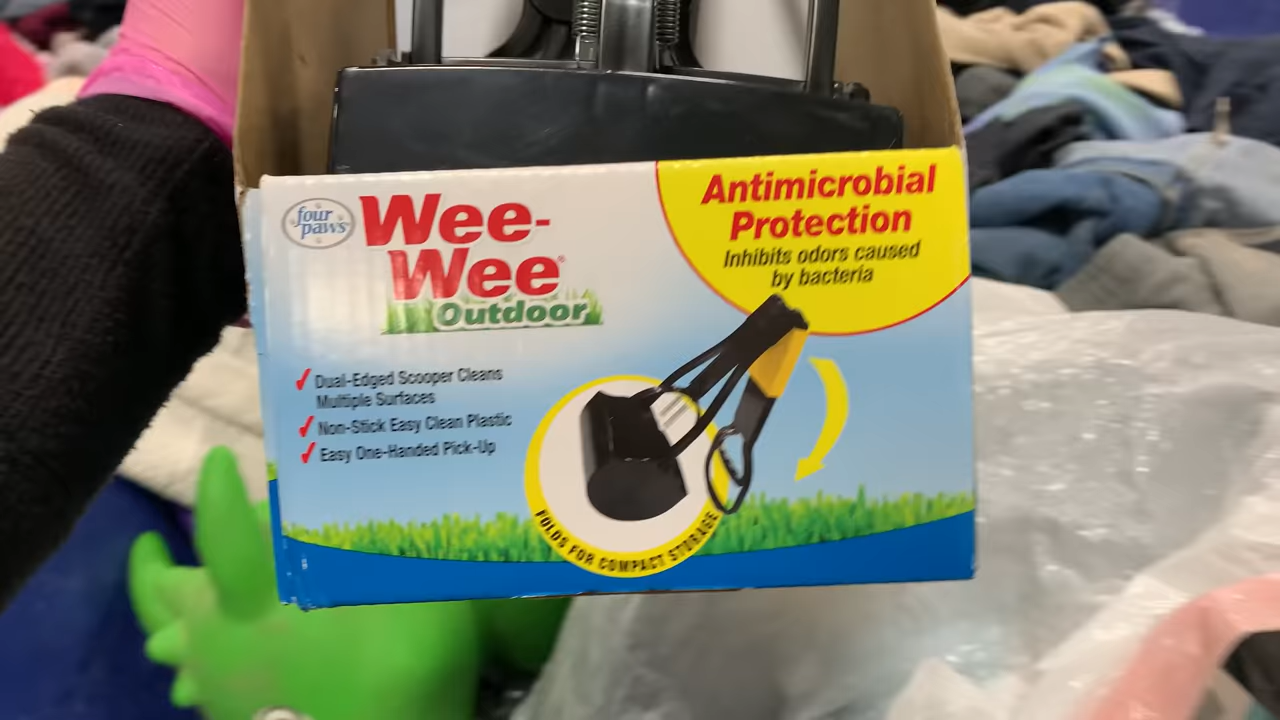 four paws
Wee-
Wee®
Outdoor
Antimicrobial
Protection
Inhibits odors caused
by bacteria
Dual-Edged Scooper Cleans
Multiple Surfaces
Non-Stick Easy Clean Plastic
Easy One-Handed Pick-Up
FOLDS FOR COMPACT STORAGE